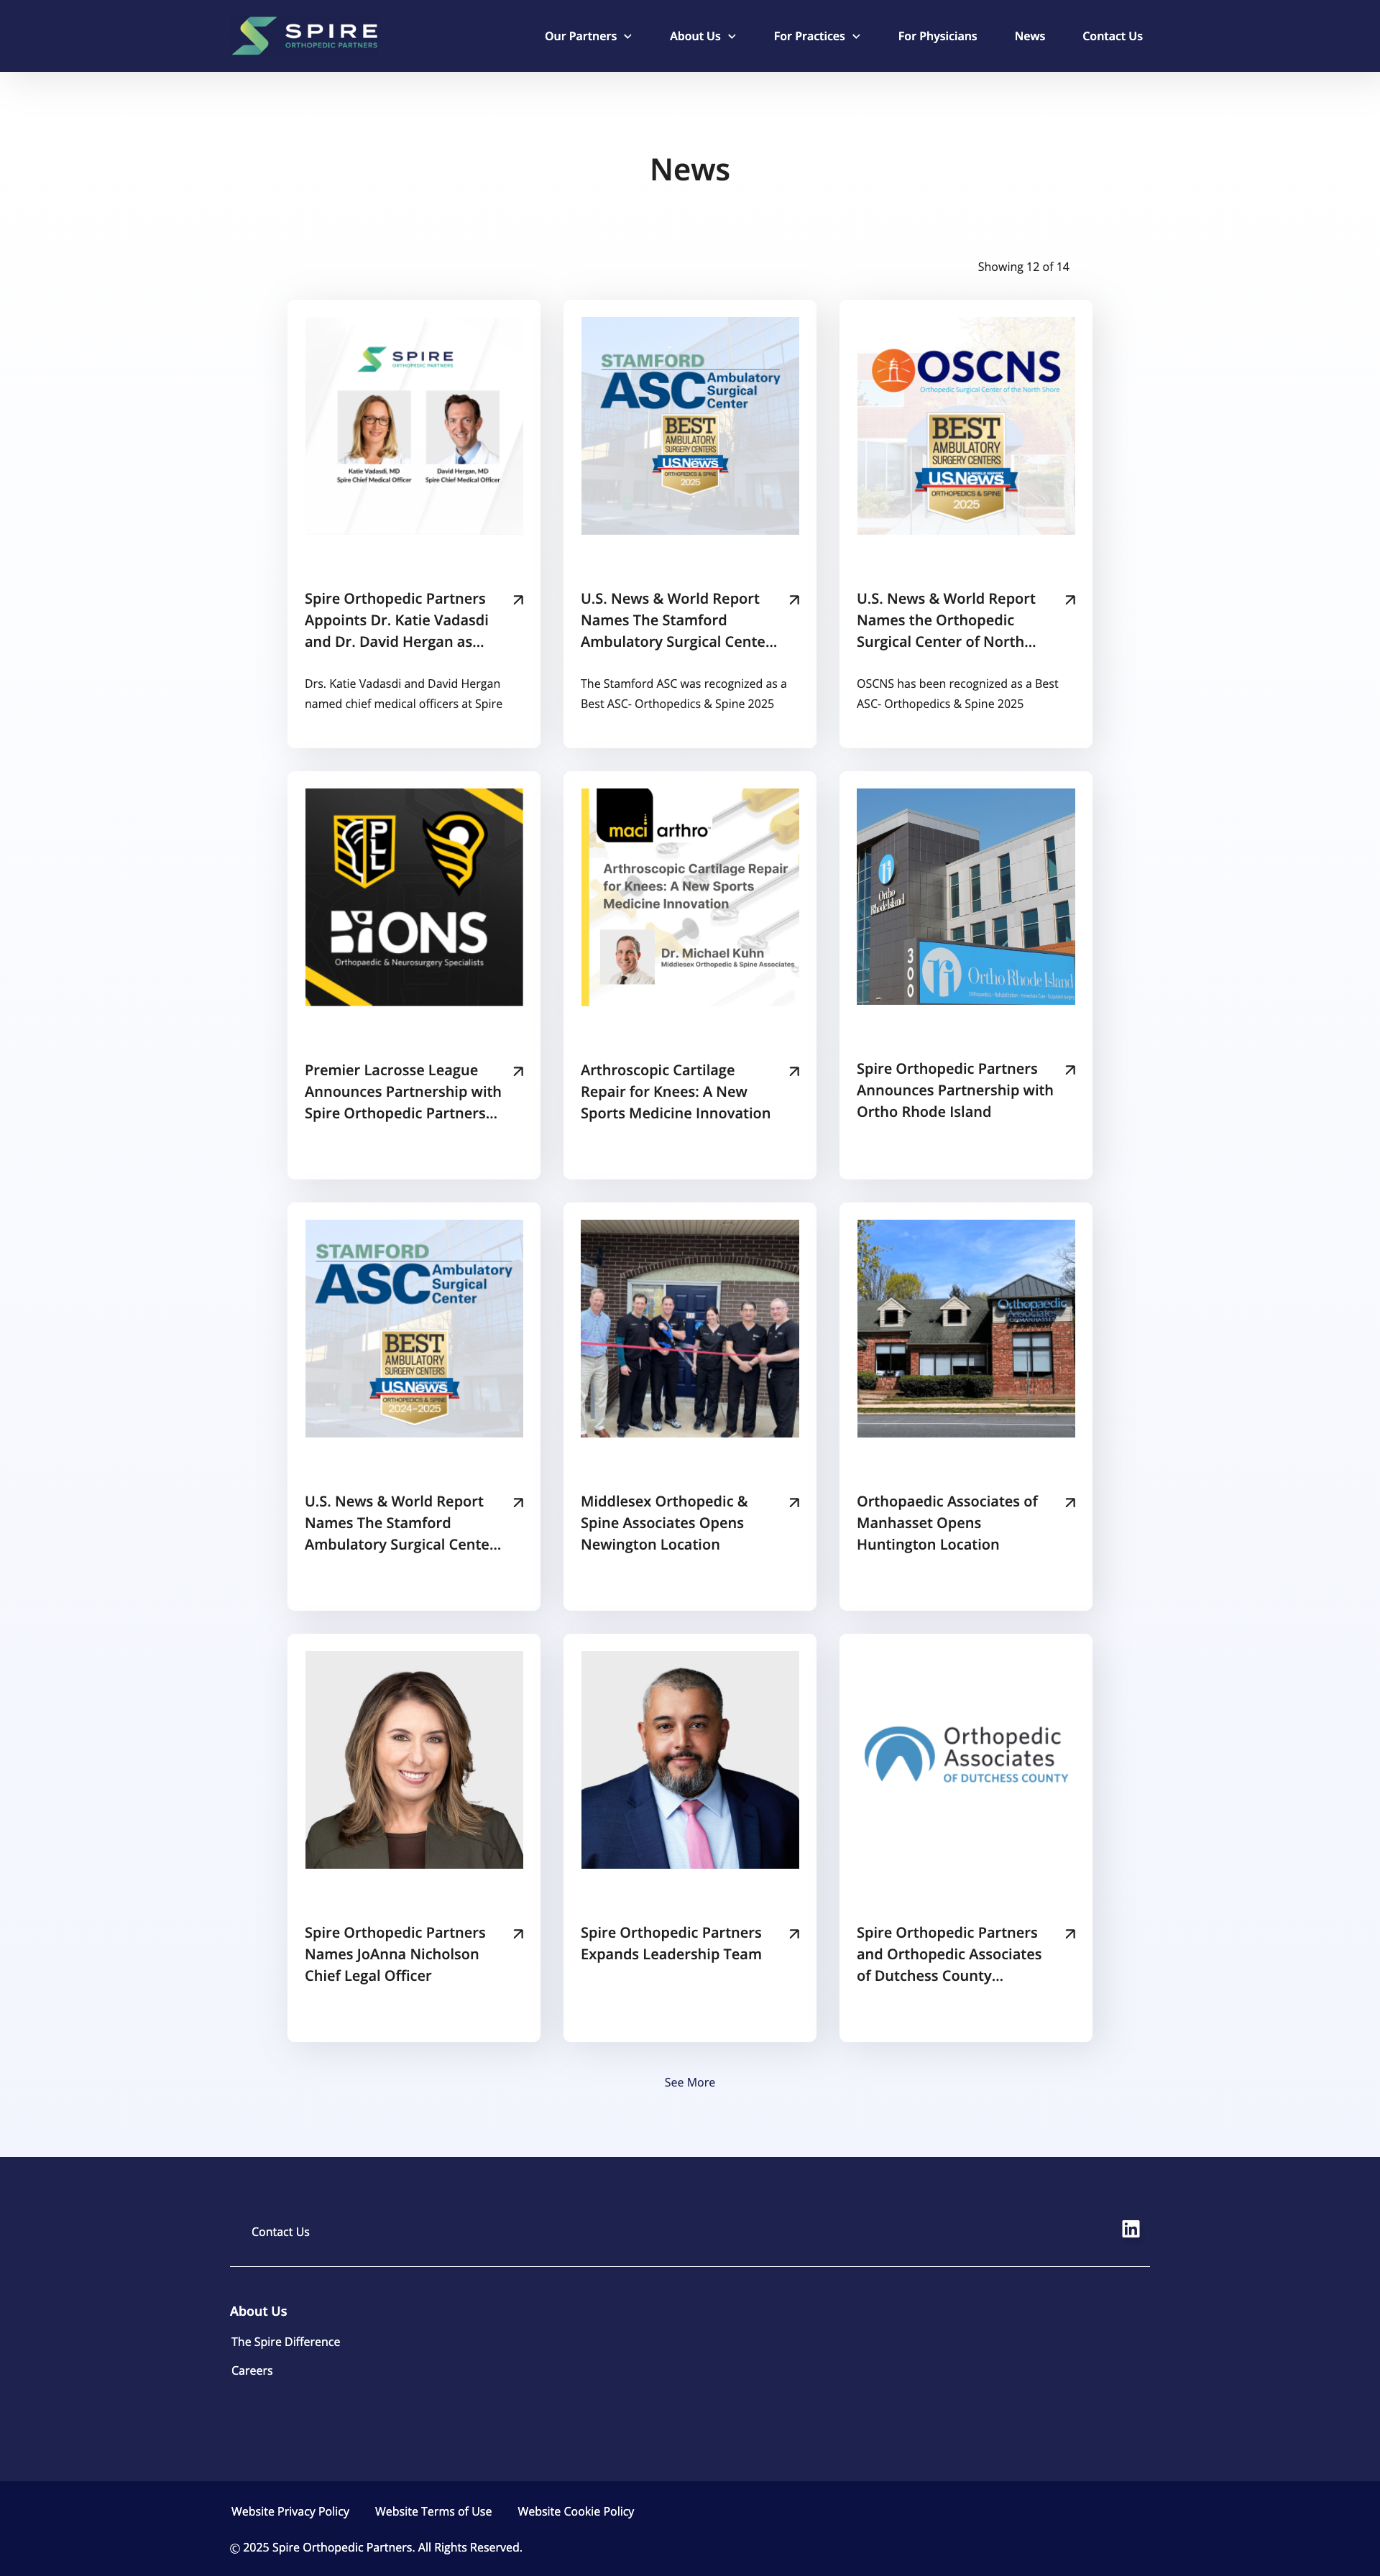 SPIRE
ORTHOPEDIC PARTNERS
Our Partners
About Us
For Practices
For Physicians
News
Contact Us
News
Showing 12 of 14
SPIRE
ORTHOPEDIC PARTNERS
Katie Vadasdi, MD
Spire Chief Medical Officer
David Hergan, MD
Spire Chief Medical Officer
Spire Orthopedic Partners
Appoints Dr. Katie Vadasdi
and Dr. David Hergan as...
Drs. Katie Vadasdi and David Hergan
named chief medical officers at Spire
STAMFORD
ASC Ambulatory
Surgical
Center
BEST
AMBULATORY
SURGERY CENTERS
U.S.News
ORTHOPEDICS & SPINE
2025
U.S. News & World Report
Names The Stamford
Ambulatory Surgical Cente...
The Stamford ASC was recognized as a
Best ASC- Orthopedics & Spine 2025
OSCNS
Orthopedic Surgical Center of the North Shore
BEST
AMBULATORY
SURGERY CENTERS
U.S.News
ORTHOPEDICS & SPINE
2025
U.S. News & World Report
Names the Orthopedic
Surgical Center of North...
OSCNS has been recognized as a Best
ASC- Orthopedics & Spine 2025
PLL
ONS
Orthopaedic & Neurosurgery Specialists
Premier Lacrosse League
Announces Partnership with
Spire Orthopedic Partners...
maci arthro™
Arthroscopic Cartilage Repair
for Knees: A New Sports
Medicine Innovation
Dr. Michael Kuhn
Middlesex Orthopedic & Spine Associates
Arthroscopic Cartilage
Repair for Knees: A New
Sports Medicine Innovation
Ortho
RhodeIsland
300
Ortho Rhode Island
Spire Orthopedic Partners
Announces Partnership with
Ortho Rhode Island
STAMFORD
ASC Ambulatory
Surgical
Center
BEST
AMBULATORY
SURGERY CENTERS
U.S.News
ORTHOPEDICS & SPINE
2024-2025
U.S. News & World Report
Names The Stamford
Ambulatory Surgical Cente...
Middlesex Orthopedic &
Spine Associates Opens
Newington Location
Orthopaedic
Associates
OF MANHASSET
Orthopaedic Associates of
Manhasset Opens
Huntington Location
Spire Orthopedic Partners
Names JoAnna Nicholson
Chief Legal Officer
Spire Orthopedic Partners
Expands Leadership Team
Orthopedic
Associates
OF DUTCHESS COUNTY
Spire Orthopedic Partners
and Orthopedic Associates
of Dutchess County...
See More
Contact Us
in
About Us
The Spire Difference
Careers
Website Privacy Policy
Website Terms of Use
Website Cookie Policy
© 2025 Spire Orthopedic Partners. All Rights Reserved.